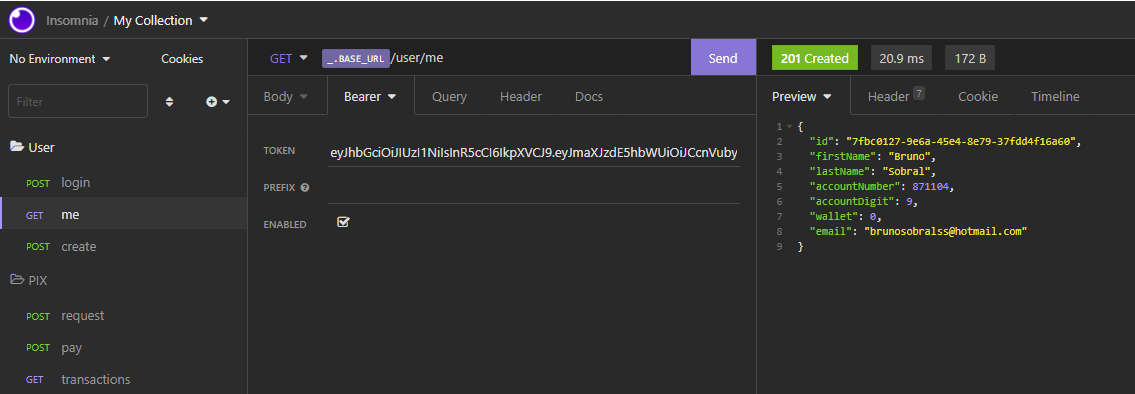 Insomnia / My Collection
No Environment
Cookies
Filter
User
POST login
GET me
POST create
PIX
POST request
POST pay
GET transactions
GET _.BASE_URL /user/me
Send
Body
Bearer
Query
Header
Docs
TOKEN eyJhbGciOiJIUzI1NiIsInR5cCI6IkpXVCJ9.eyJmaXJzdE5hbWUiOiJCcnVuby
PREFIX
ENABLED
201 Created
20.9 ms
172 B
Preview
Header 7
Cookie
Timeline
1 {
2 "id": "7fbc0127-9e6a-45e4-8e79-37fdd4f16a60",
3 "firstName": "Bruno",
4 "lastName": "Sobral",
5 "accountNumber": 871104,
6 "accountDigit": 9,
7 "wallet": 0,
8 "email": "brunosobralss@hotmail.com"
9 }